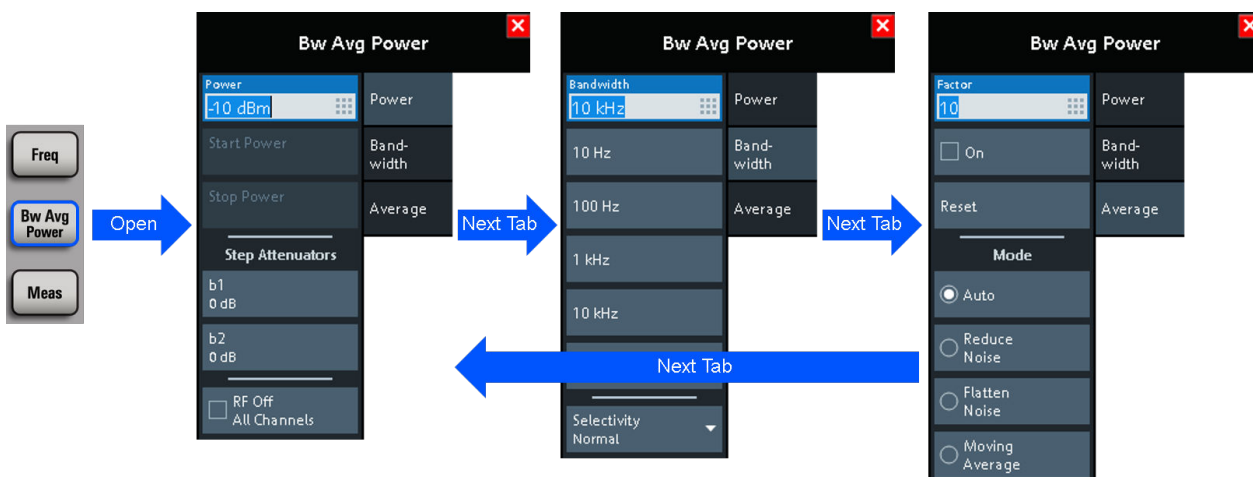 Freq
Bw Avg
Power
Meas
Open
Bw Avg Power
Power
-10 dBm
Start Power
Stop Power
Step Attenuators
b1
0 dB
b2
0 dB
RF Off
All Channels
Power
Band-
width
Average
Next Tab
Bw Avg Power
Bandwidth
10 kHz
10 Hz
100 Hz
1 kHz
10 kHz
Selectivity
Normal
Power
Band-
width
Average
Next Tab
Bw Avg Power
Factor
10
On
Reset
Mode
Auto
Reduce
Noise
Flatten
Noise
Moving
Average
Power
Band-
width
Average
Next Tab